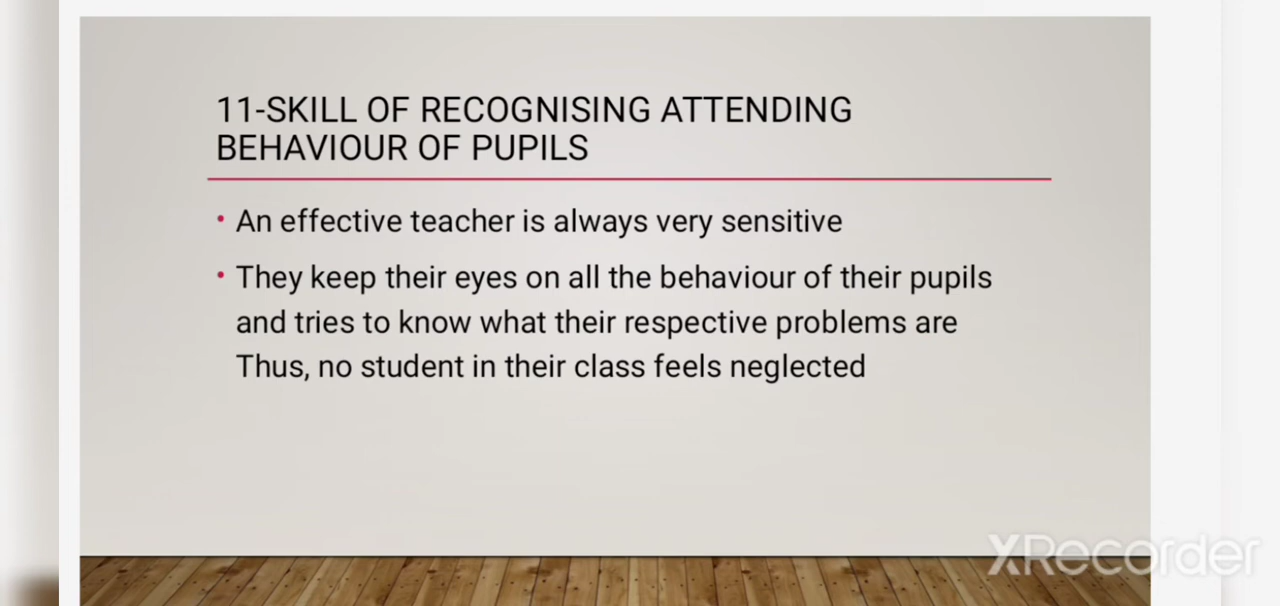 11-SKILL OF RECOGNISING ATTENDING
BEHAVIOUR OF PUPILS
• An effective teacher is always very sensitive
• They keep their eyes on all the behaviour of their pupils
and tries to know what their respective problems are
Thus, no student in their class feels neglected
XRecorder